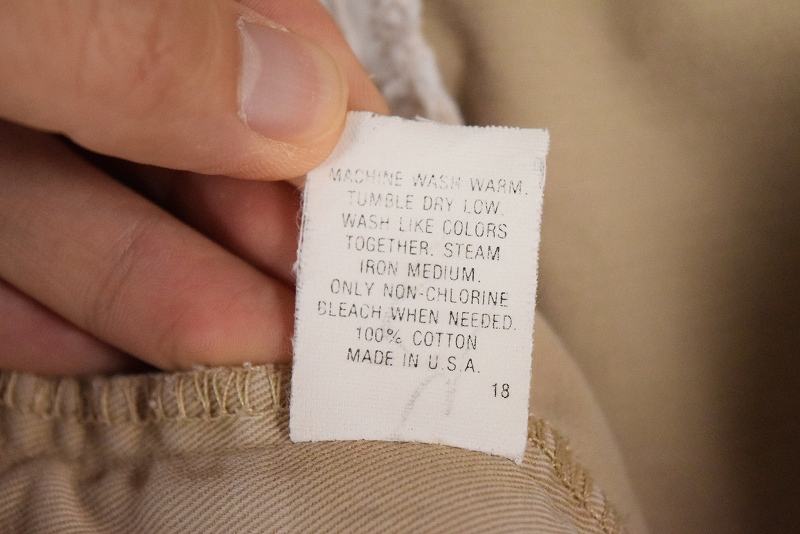 MACHINE WASH WARM.
TUMBLE DRY LOW.
WASH LIKE COLORS
TOGETHER. STEAM
IRON MEDIUM.
ONLY NON-CHLORINE
BLEACH WHEN NEEDED.
100% COTTON
MADE IN U.S.A.
18